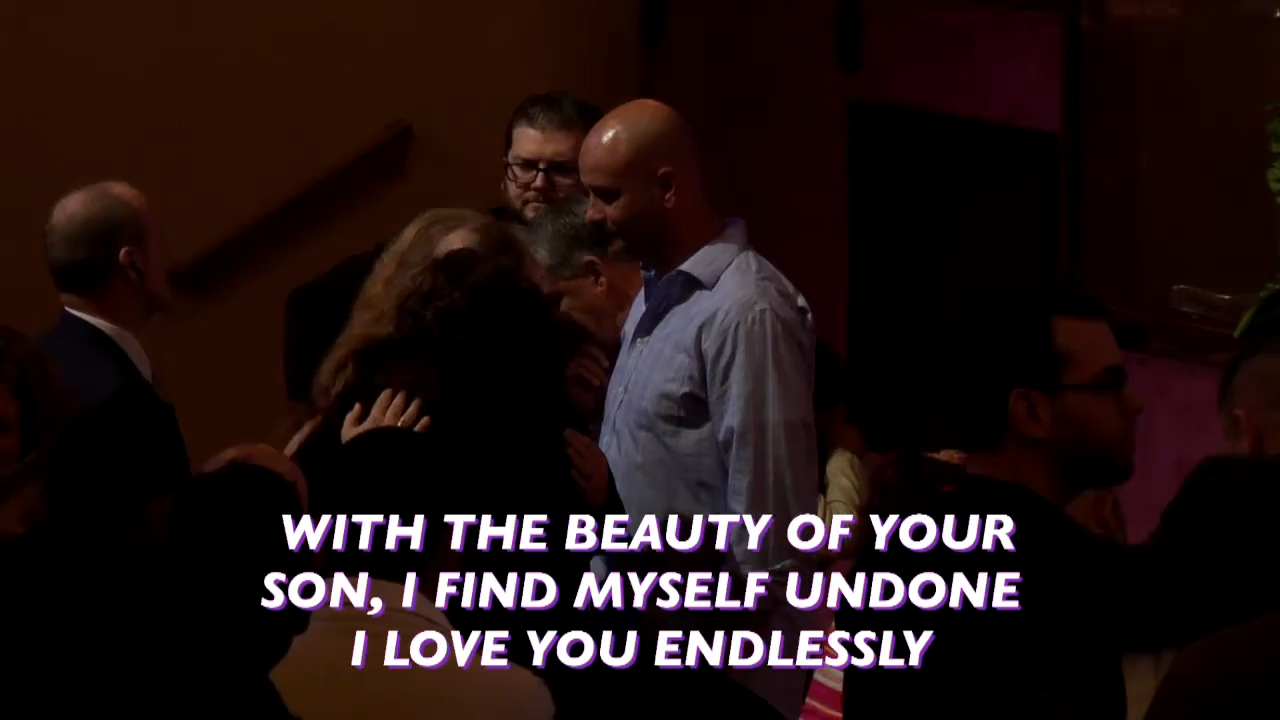 WITH THE BEAUTY OF YOUR
SON, I FIND MYSELF UNDONE
I LOVE YOU ENDLESSLY